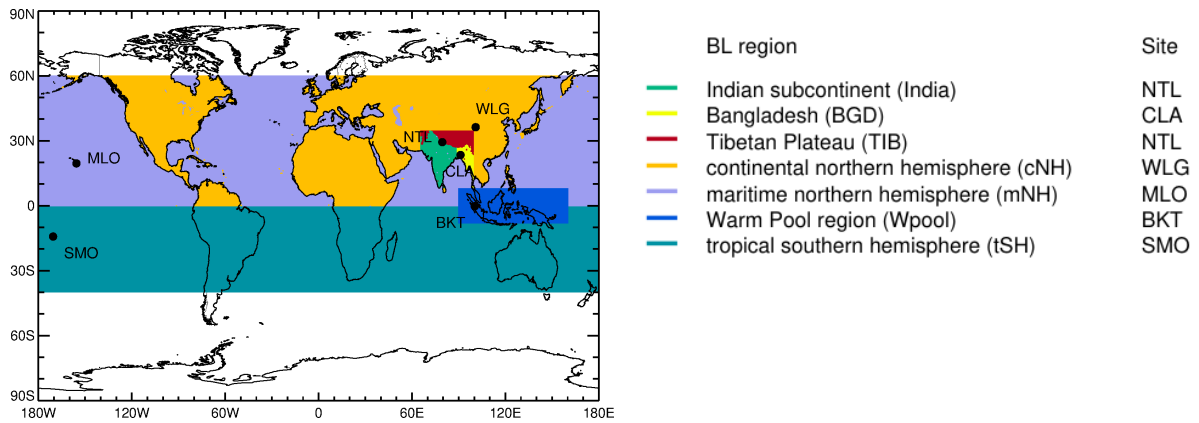 90N
60N
30N
0
30S
60S
90S
180W 120W 60W 0 60E 120E 180E
MLO
SMO
NTL
WLG
CLA
BKT
BL region Site
Indian subcontinent (India) NTL
Bangladesh (BGD) CLA
Tibetan Plateau (TIB) NTL
continental northern hemisphere (cNH) WLG
maritime northern hemisphere (mNH) MLO
Warm Pool region (Wpool) BKT
tropical southern hemisphere (tSH) SMO